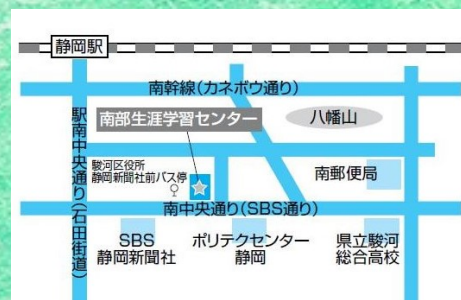 静岡駅
南幹線(カネボウ通り)
南部生涯学習センター
八幡山
駅南中央通り(石田街道)
駿河区役所
静岡新聞社前バス停
南郵便局
南中央通り(SBS通り)
SBS
静岡新聞社
ポリテクセンター
静岡
県立駿河
総合高校